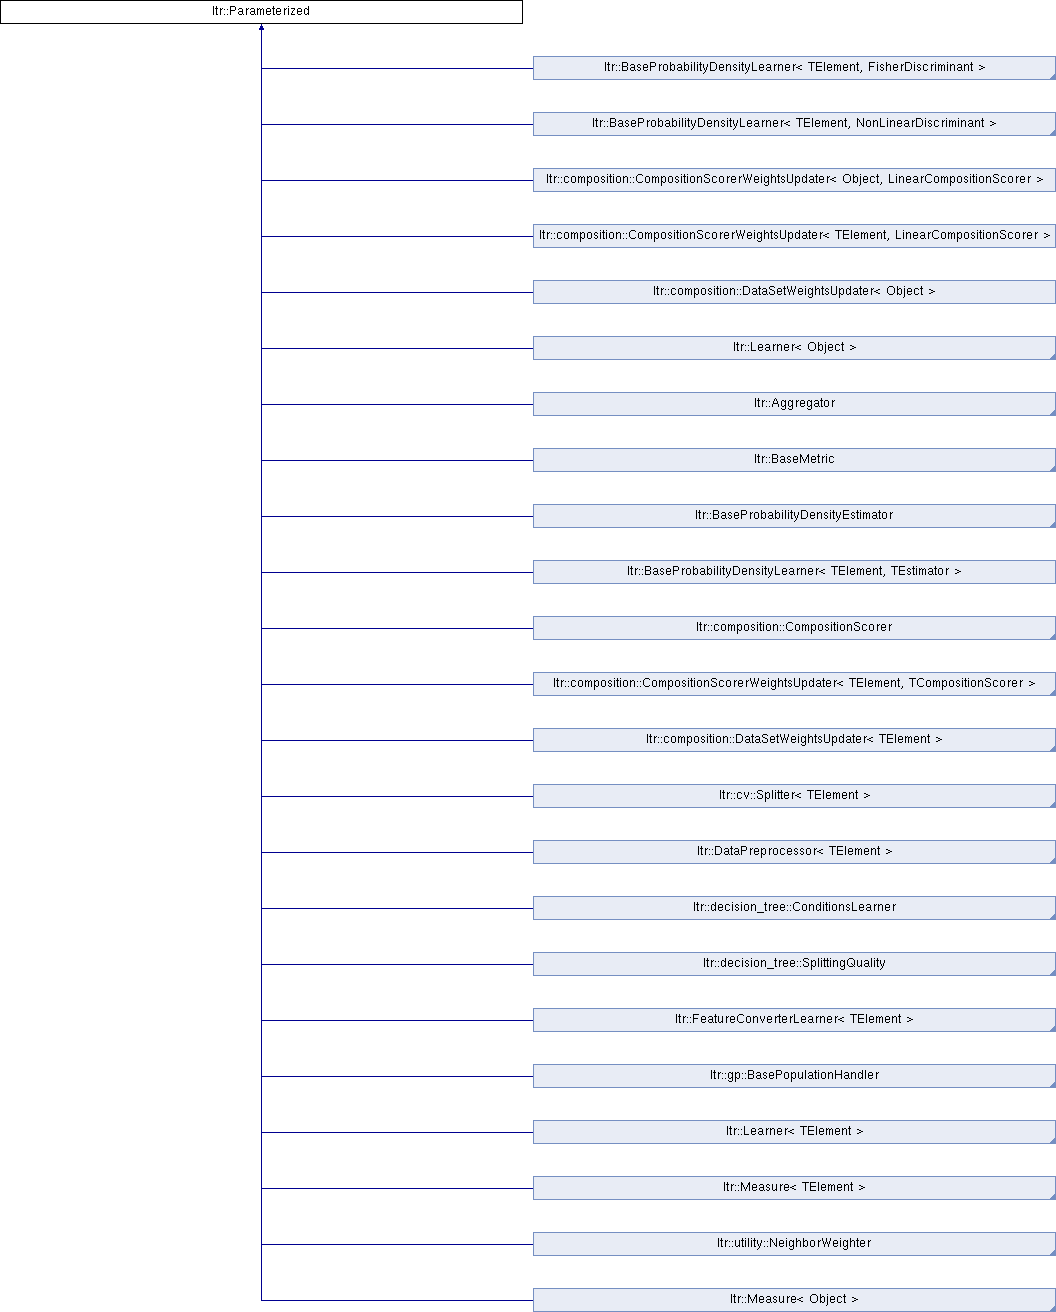 ltr::Parameterized
ltr::BaseProbabilityDensityLearner< TElement, FisherDiscriminant >
ltr::BaseProbabilityDensityLearner< TElement, NonLinearDiscriminant >
ltr::composition::CompositionScorerWeightsUpdater< Object, LinearCompositionScorer >
ltr::composition::CompositionScorerWeightsUpdater< TElement, LinearCompositionScorer >
ltr::composition::DataSetWeightsUpdater< Object >
ltr::Learner< Object >
ltr::Aggregator
ltr::BaseMetric
ltr::BaseProbabilityDensityEstimator
ltr::BaseProbabilityDensityLearner< TElement, TEstimator >
ltr::composition::CompositionScorer
ltr::composition::CompositionScorerWeightsUpdater< TElement, TCompositionScorer >
ltr::composition::DataSetWeightsUpdater< TElement >
ltr::cv::Splitter< TElement >
ltr::DataPreprocessor< TElement >
ltr::decision_tree::ConditionsLearner
ltr::decision_tree::SplittingQuality
ltr::FeatureConverterLearner< TElement >
ltr::gp::BasePopulationHandler
ltr::Learner< TElement >
ltr::Measure< TElement >
ltr::utility::NeighborWeighter
ltr::Measure< Object >